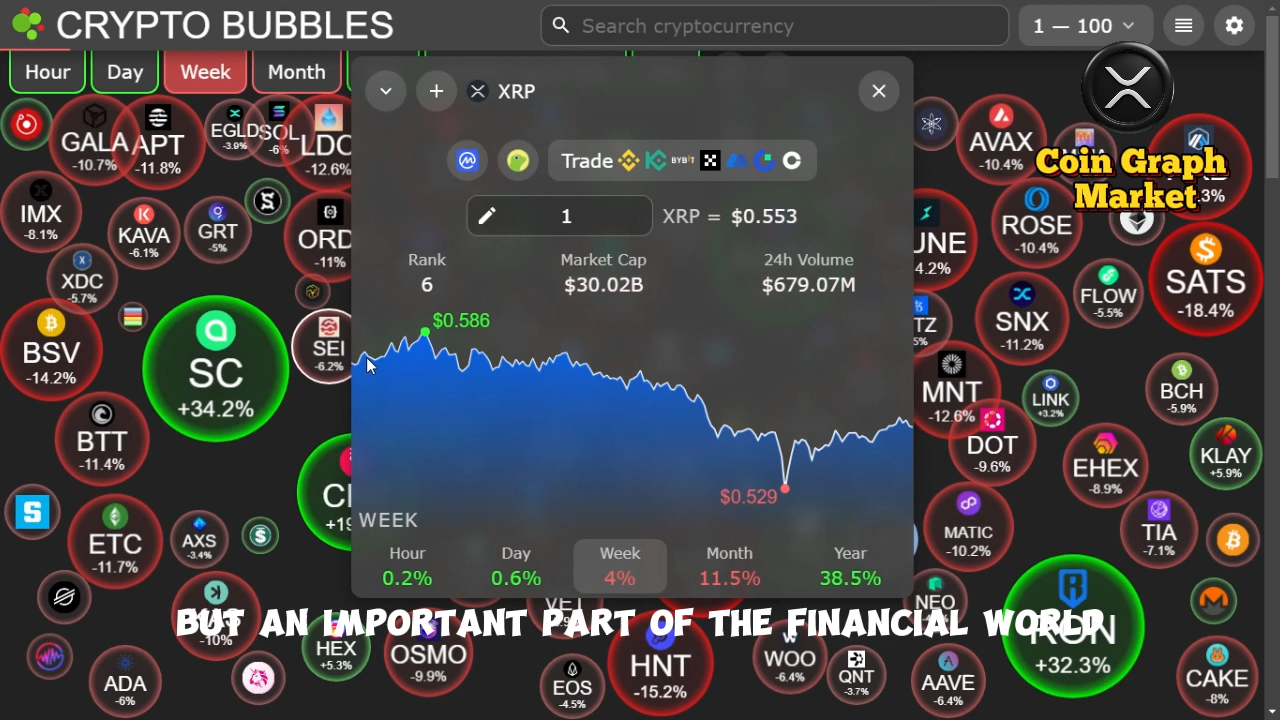 CRYPTO BUBBLES
Search cryptocurrency
1 — 100
Hour
Day
Week
Month
XRP
Trade
BYBIT
1
XRP = $0.553
Rank
6
Market Cap
$30.02B
24h Volume
$679.07M
$0.586
$0.529
WEEK
Hour
0.2%
Day
0.6%
Week
4%
Month
11.5%
Year
38.5%
Coin Graph
Market
BUT AN IMPORTANT PART OF THE FINANCIAL WORLD
GALA
-10.7%
APT
-11.8%
EGLD
-3.9%
SOL
-6%
LDO
-12.6%
IMX
-8.1%
KAVA
-6.1%
GRT
-5%
ORD
-11%
XDC
-5.7%
BSV
-14.2%
SC
+34.2%
SEI
-6.2%
BTT
-11.4%
ETC
-11.7%
AXS
-3.4%
-10%
ADA
-6%
HEX
+5.3%
OSMO
-9.9%
VET
EOS
-4.5%
HNT
-15.2%
WOO
-6.4%
QNT
-3.7%
NEO
AAVE
-6.4%
RON
+32.3%
CAKE
-8%
AVAX
-10.4%
ROSE
-10.4%
SATS
-18.4%
FLOW
-5.5%
SNX
-11.2%
MNT
-12.6%
LINK
+3.2%
BCH
-5.9%
DOT
-9.6%
EHEX
-8.9%
KLAY
+5.9%
MATIC
-10.2%
TIA
-7.1%